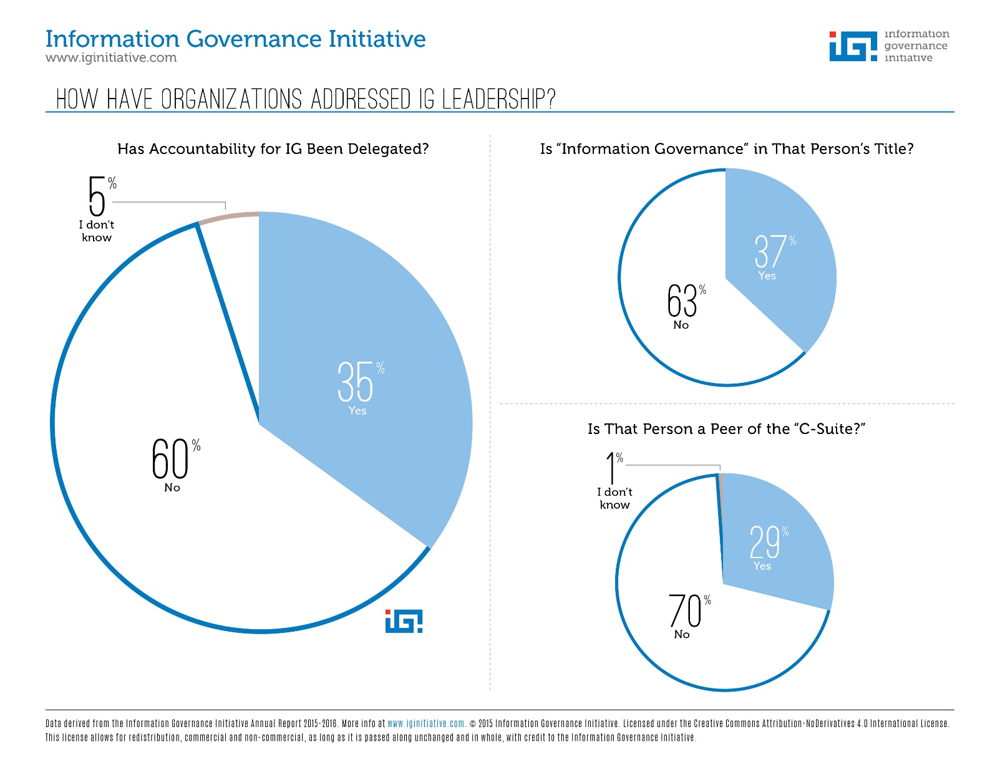 Information Governance Initiative
www.iginitiative.com
iG!
information
governance
initiative
HOW HAVE ORGANIZATIONS ADDRESSED IG LEADERSHIP?
Has Accountability for IG Been Delegated?
5%
I don't
know
35%
Yes
60%
No
iG!
Is “Information Governance” in That Person's Title?
37%
Yes
63%
No
Is That Person a Peer of the “C-Suite?”
1%
I don't
know
29%
Yes
70%
No
Data derived from the Information Governance Initiative Annual Report 2015-2016. More info at www.iginitiative.com. © 2015 Information Governance Initiative. Licensed under the Creative Commons Attribution-NoDerivatives 4.0 International License.
This license allows for redistribution, commercial and non-commercial, as long as it is passed along unchanged and in whole, with credit to the Information Governance Initiative.